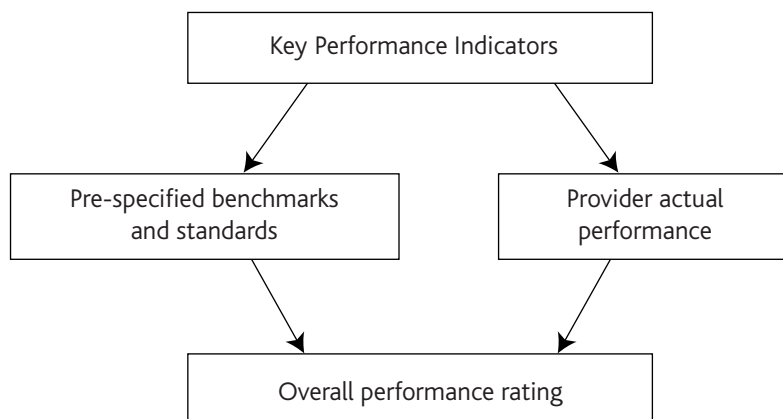 Key Performance Indicators
Pre-specified benchmarks
and standards
Provider actual
performance
Overall performance rating